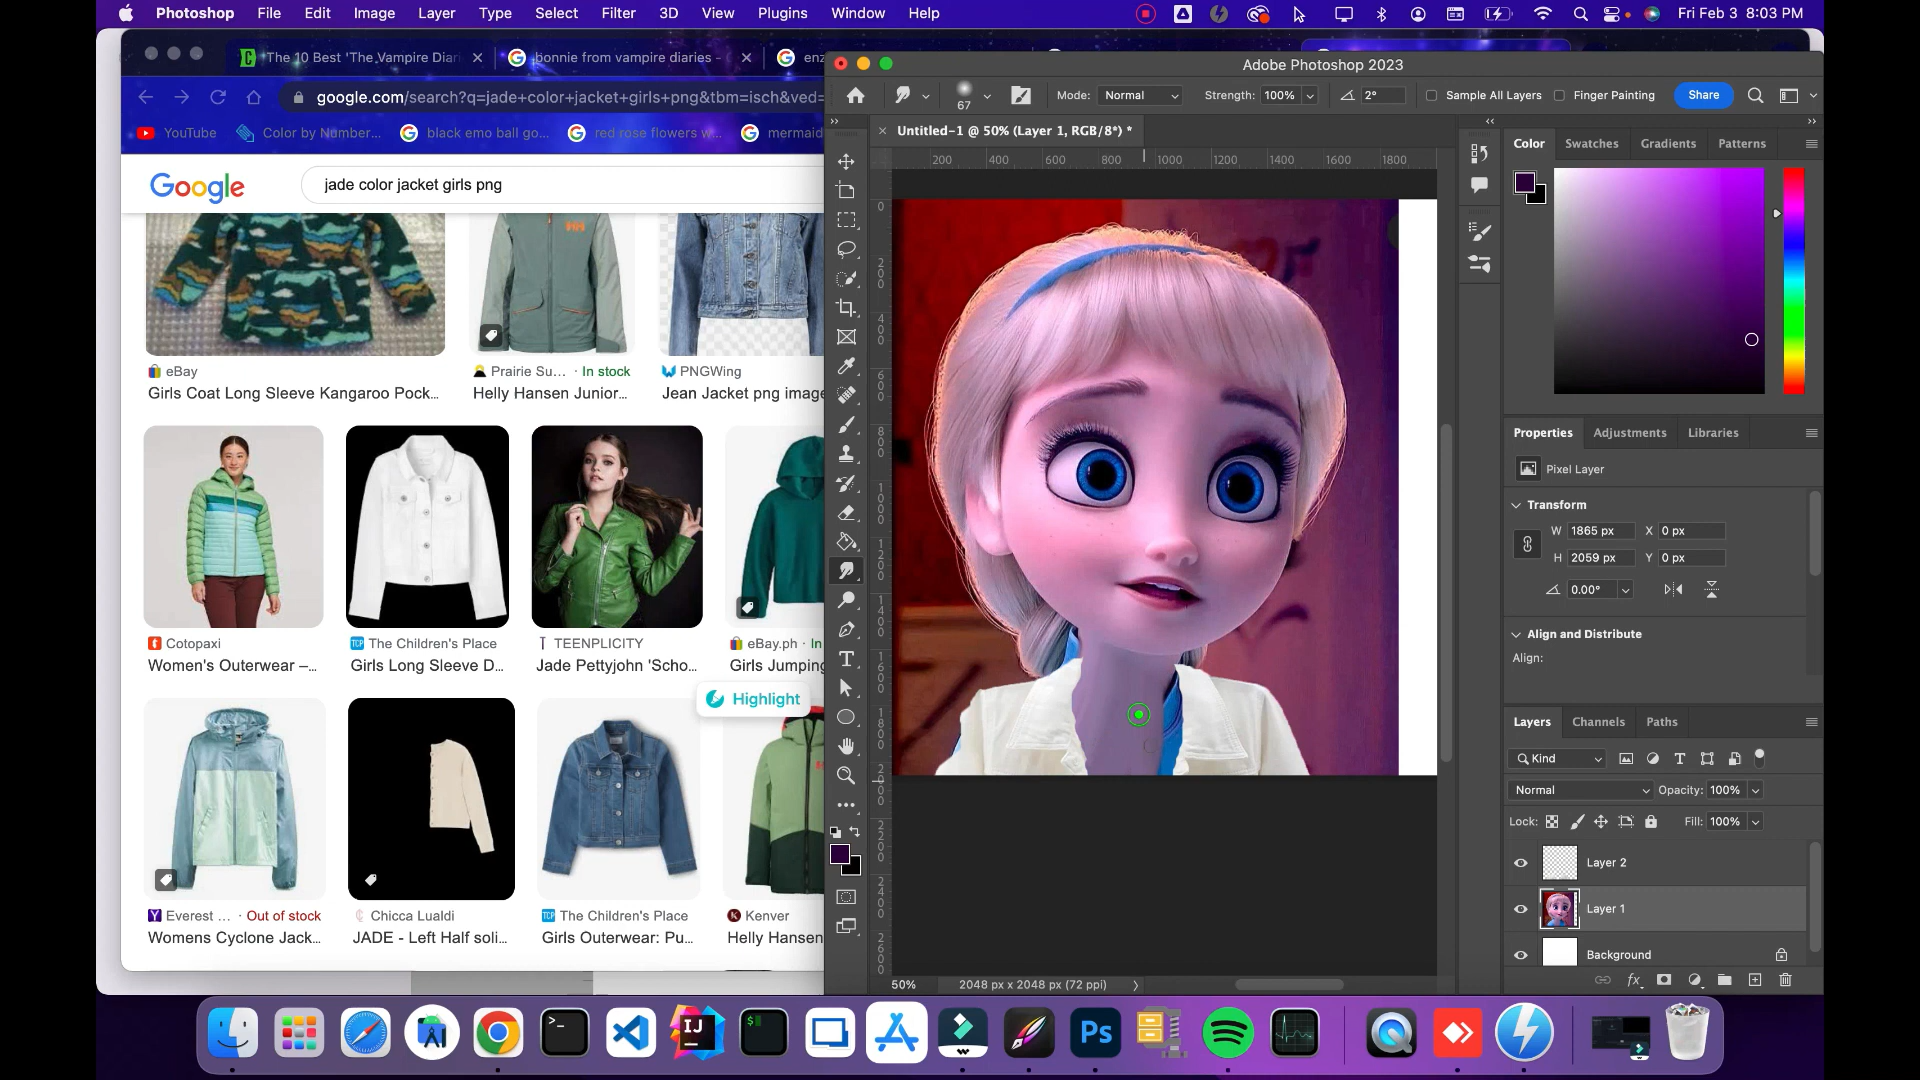 Photoshop File Edit Image Layer Type Select Filter 3D View Plugins Window Help Fri Feb 3 8:03 PM
The 10 Best 'The Vampire Diari bonnie from vampire diaries - enz
Adobe Photoshop 2023
google.com/search?q=jade+color+jacket+girls+png&tbm=isch&ved=
67 Mode: Normal Strength: 100% 2° Sample All Layers Finger Painting Share
YouTube Color by Number... black emo ball go... red rose flowers w... mermaid
Untitled-1 @ 50% (Layer 1, RGB/8*) *
200 400 600 800 1000 1200 1400 1600 1800
Color Swatches Gradients Patterns
Google
jade color jacket girls png
eBay
Girls Coat Long Sleeve Kangaroo Pock...
Prairie Su... · In stock
Helly Hansen Junior...
PNGWing
Jean Jacket png image
Cotopaxi
Women's Outerwear –...
The Children's Place
Girls Long Sleeve D...
TEENPLICITY
Jade Pettyjohn 'Scho...
eBay.ph · In
Girls Jumping
Highlight
Everest ... · Out of stock
Womens Cyclone Jack...
Chicca Lualdi
JADE - Left Half soli...
The Children's Place
Girls Outerwear: Pu...
Kenver
Helly Hansen
Properties Adjustments Libraries
Pixel Layer
Transform
W 1865 px X 0 px
H 2059 px Y 0 px
0.00°
Align and Distribute
Align:
Layers Channels Paths
Kind
Normal Opacity: 100%
Lock: Fill: 100%
Layer 2
Layer 1
Background
fx
50% 2048 px x 2048 px (72 ppi)
IJ
Ps